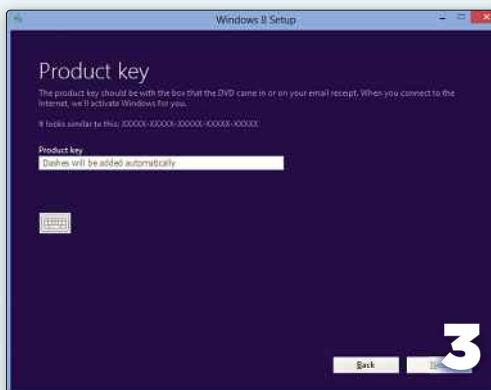 Windows 8 Setup
Product key
The product key should be with the box that the DVD came in or on your email receipt. When you connect to the
Internet, we'll activate Windows for you.
It looks similar to this: XXXXX-XXXXX-XXXXX-XXXXX-XXXXX
Product key
Dashes will be added automatically
Back
3